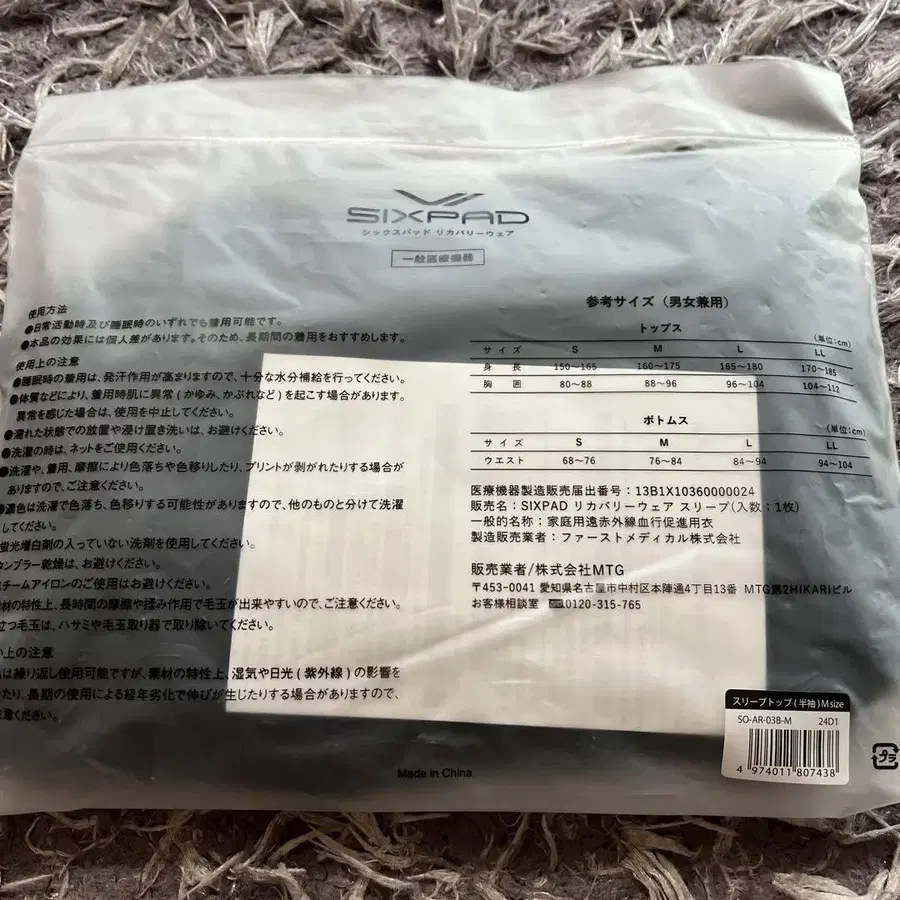 SIXPAD
シックスパッド リカバリーウェア
一般医療機器
使用方法
●日常活動時及び睡眠時のいずれでも着用可能です。
●本品の効果には個人差があります。そのため、長期間の着用をおすすめします。
使用上の注意
●睡眠時の着用は、発汗作用が高まりますので、十分な水分補給を行ってください。
●体質などにより、着用時肌に異常(かゆみ、かぶれなど)を起こす場合があります。
異常を感じた場合は、使用を中止してください。
●濡れた状態での放置や浸け置き洗いは、お避けください。
●洗濯の時は、ネットをご使用ください。
●洗濯や、着用、摩擦により色落ちや色移りしたり、プリントが剥がれたりする場合が
ありますので、ご注意ください。
●濃色は洗濯で色落ち、色移りする可能性がありますので、他のものと分けて洗濯
してください。
蛍光増白剤の入っていない洗剤を使用してください。
タンブラー乾燥は、お避けください。
スチームアイロンのご使用はお避けください。
素材の特性上、長時間の摩擦や揉み作用で毛玉が出来やすいので、ご注意ください。
立つ毛玉は、ハサミや毛玉取り器で取り除いてください。
い上の注意
は繰り返し使用可能ですが、素材の特性上、湿気や日光(紫外線)の影響を
たり、長期の使用による経年劣化で伸びが生じたりする場合がありますので、
注意ください。
参考サイズ（男女兼用）
トップス
(単位:cm)
サイズ S M L LL
身長 150~165 160~175 165~180 170~185
胸囲 80~88 88~96 96~104 104~112
ボトムス
(単位:cm)
サイズ S M L LL
ウエスト 68~76 76~84 84~94 94~104
医療機器製造販売届出番号：13B1X10360000024
販売名：SIXPAD リカバリーウェア スリープ(入数：1枚)
一般的名称：家庭用遠赤外線血行促進用衣
製造販売業者：ファーストメディカル株式会社
販売業者/株式会社MTG
〒453-0041 愛知県名古屋市中村区本陣通4丁目13番 MTG第2HIKARIビル
お客様相談室 0120-315-765
スリープトップ(半袖)M size
SO-AR-03B-M 24D1
4 974011 807438
プラ
Made in China